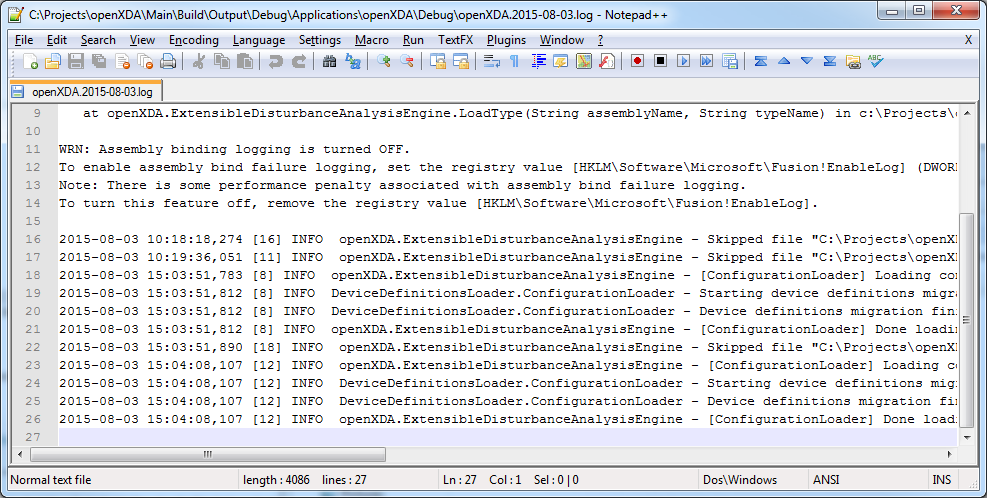 C:\Projects\openXDA\Main\Build\Output\Debug\Applications\openXDA\Debug\openXDA.2015-08-03.log - Notepad++
File Edit Search View Encoding Language Settings Macro Run TextFX Plugins Window ? X
openXDA.2015-08-03.log
9 at openXDA.ExtensibleDisturbanceAnalysisEngine.LoadType(String assemblyName, String typeName) in c:\Projects\
10
11 WRN: Assembly binding logging is turned OFF.
12 To enable assembly bind failure logging, set the registry value [HKLM\Software\Microsoft\Fusion!EnableLog] (DWOR
13 Note: There is some performance penalty associated with assembly bind failure logging.
14 To turn this feature off, remove the registry value [HKLM\Software\Microsoft\Fusion!EnableLog].
15
16 2015-08-03 10:18:18,274 [16] INFO openXDA.ExtensibleDisturbanceAnalysisEngine - Skipped file "C:\Projects\openX
17 2015-08-03 10:19:36,051 [11] INFO openXDA.ExtensibleDisturbanceAnalysisEngine - Skipped file "C:\Projects\openX
18 2015-08-03 15:03:51,783 [8] INFO openXDA.ExtensibleDisturbanceAnalysisEngine - [ConfigurationLoader] Loading con
19 2015-08-03 15:03:51,812 [8] INFO DeviceDefinitionsLoader.ConfigurationLoader - Starting device definitions migra
20 2015-08-03 15:03:51,812 [8] INFO DeviceDefinitionsLoader.ConfigurationLoader - Device definitions migration fin
21 2015-08-03 15:03:51,812 [8] INFO openXDA.ExtensibleDisturbanceAnalysisEngine - [ConfigurationLoader] Done loadi
22 2015-08-03 15:03:51,890 [18] INFO openXDA.ExtensibleDisturbanceAnalysisEngine - Skipped file "C:\Projects\openX
23 2015-08-03 15:04:08,107 [12] INFO openXDA.ExtensibleDisturbanceAnalysisEngine - [ConfigurationLoader] Loading co
24 2015-08-03 15:04:08,107 [12] INFO DeviceDefinitionsLoader.ConfigurationLoader - Starting device definitions mig
25 2015-08-03 15:04:08,107 [12] INFO DeviceDefinitionsLoader.ConfigurationLoader - Device definitions migration fi
26 2015-08-03 15:04:08,107 [12] INFO openXDA.ExtensibleDisturbanceAnalysisEngine - [ConfigurationLoader] Done load
27
Normal text file length : 4086 lines : 27 Ln : 27 Col : 1 Sel : 0 | 0 Dos\Windows ANSI INS